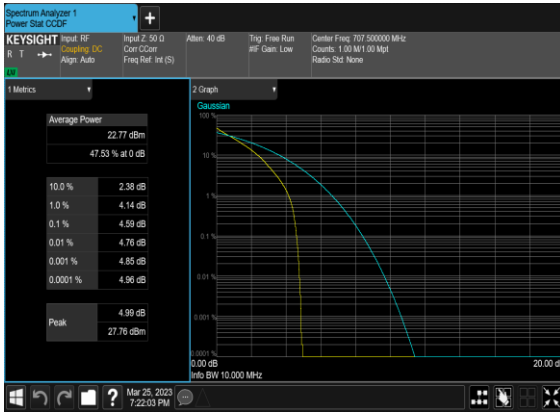 Spectrum Analyzer 1
Power Stat CCDF
KEYSIGHT
R T
LXI
Input: RF
Coupling: DC
Align: Auto
Input Z: 50 Ω
Corr CCorr
Freq Ref: Int (S)
Atten: 40 dB
Trig: Free Run
#IF Gain: Low
Center Freq: 707.500000 MHz
Counts: 1.00 M/1.00 Mpt
Radio Std: None
1 Metrics
Average Power
22.77 dBm
47.53 % at 0 dB
10.0 % 2.38 dB
1.0 % 4.14 dB
0.1 % 4.59 dB
0.01 % 4.76 dB
0.001 % 4.85 dB
0.0001 % 4.96 dB
Peak
4.99 dB
27.76 dBm
2 Graph
Gaussian
100 %
10 %
1 %
0.1 %
0.01 %
0.001 %
0.0001 %
0.00 dB
20.00 d
Info BW 10.000 MHz
?
Mar 25, 2023
7:22:03 PM